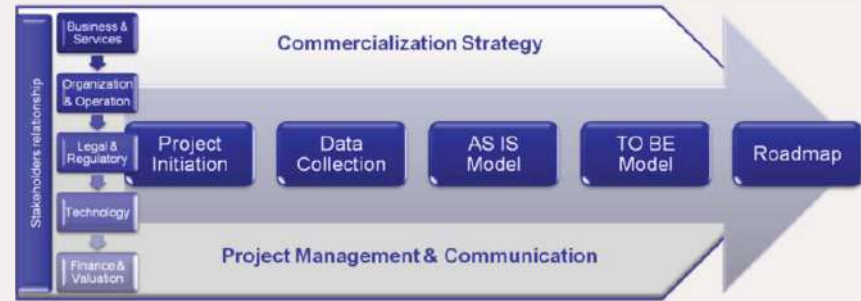 Stakeholders relationship
Business &
Services
Organization
& Operation
Legal &
Regulatory
Technology
Finance &
Valuation
Commercialization Strategy
Project
Initiation
Data
Collection
AS IS
Model
TO BE
Model
Roadmap
Project Management & Communication